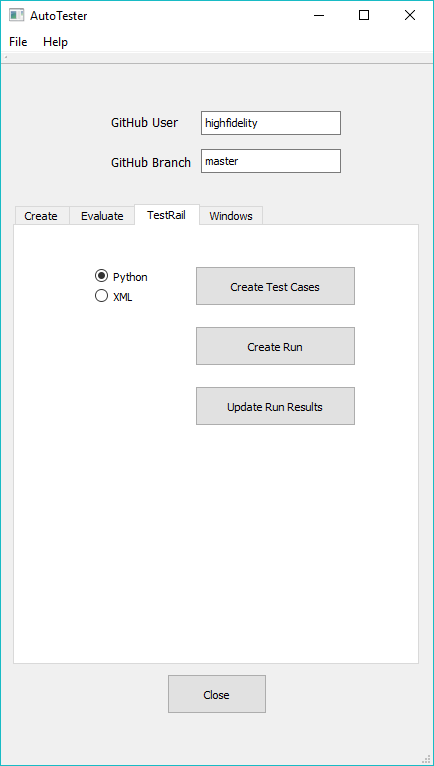 AutoTester
File Help
GitHub User highfidelity
GitHub Branch master
Create Evaluate TestRail Windows
Python Create Test Cases
XML
Create Run
Update Run Results
Close